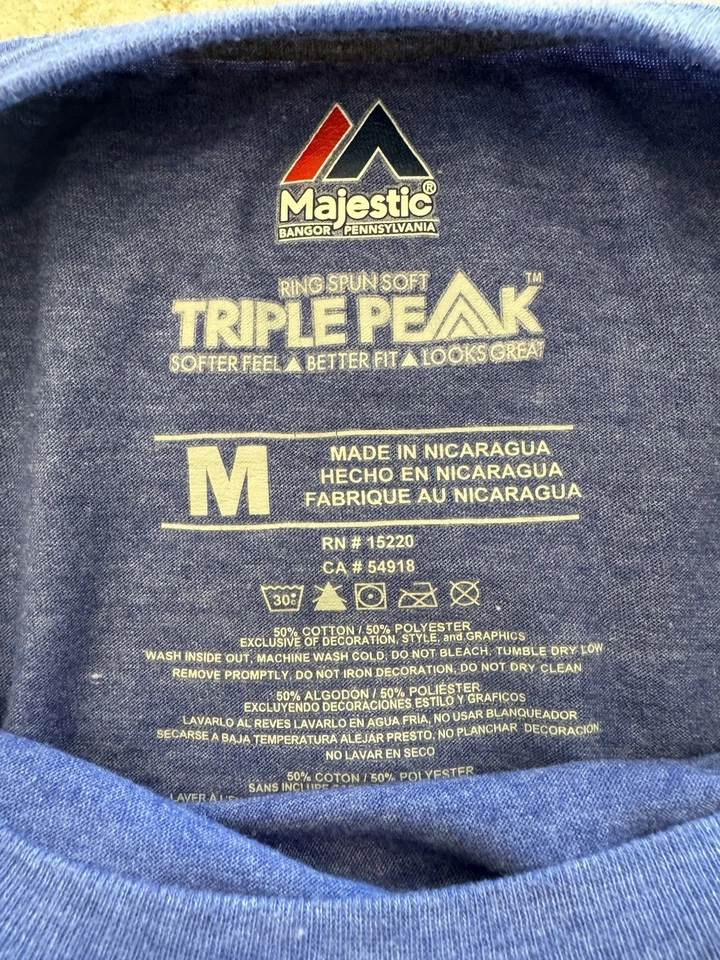 Majestic®
BANGOR PENNSYLVANIA
RING SPUN SOFT
TRIPLE PEAK™
SOFTER FEEL ▲ BETTER FIT ▲ LOOKS GREAT
M
MADE IN NICARAGUA
HECHO EN NICARAGUA
FABRIQUE AU NICARAGUA
RN # 15220
CA # 54918
30°c
50% COTTON / 50% POLYESTER
EXCLUSIVE OF DECORATION, STYLE, and GRAPHICS
WASH INSIDE OUT, MACHINE WASH COLD, DO NOT BLEACH, TUMBLE DRY LOW
REMOVE PROMPTLY, DO NOT IRON DECORATION, DO NOT DRY CLEAN
50% ALGODÓN / 50% POLIÉSTER
EXCLUYENDO DECORACIONES ESTILO Y GRAFICOS
LAVARLO AL REVES LAVARLO EN AGUA FRÍA, NO USAR BLANQUEADOR
SECARSE A BAJA TEMPERATURA ALEJAR PRESTO, NO PLANCHAR DECORACIÓN
NO LAVAR EN SECO
50% COTON / 50% POLYESTER
SANS
LAVER À